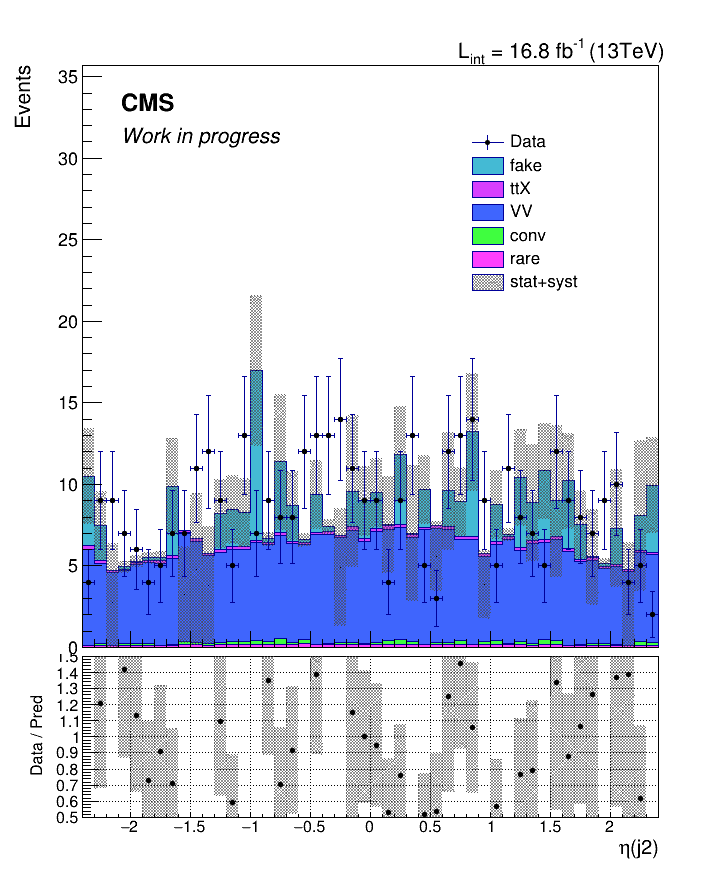 L_int = 16.8 fb^-1 (13TeV)
Events
35
30
25
20
15
10
5
0
CMS
Work in progress
Data
fake
ttX
VV
conv
rare
stat+syst
Data / Pred
1.5
1.4
1.3
1.2
1.1
1
0.9
0.8
0.7
0.6
0.5
−2 −1.5 −1 −0.5 0 0.5 1 1.5 2
η(j2)